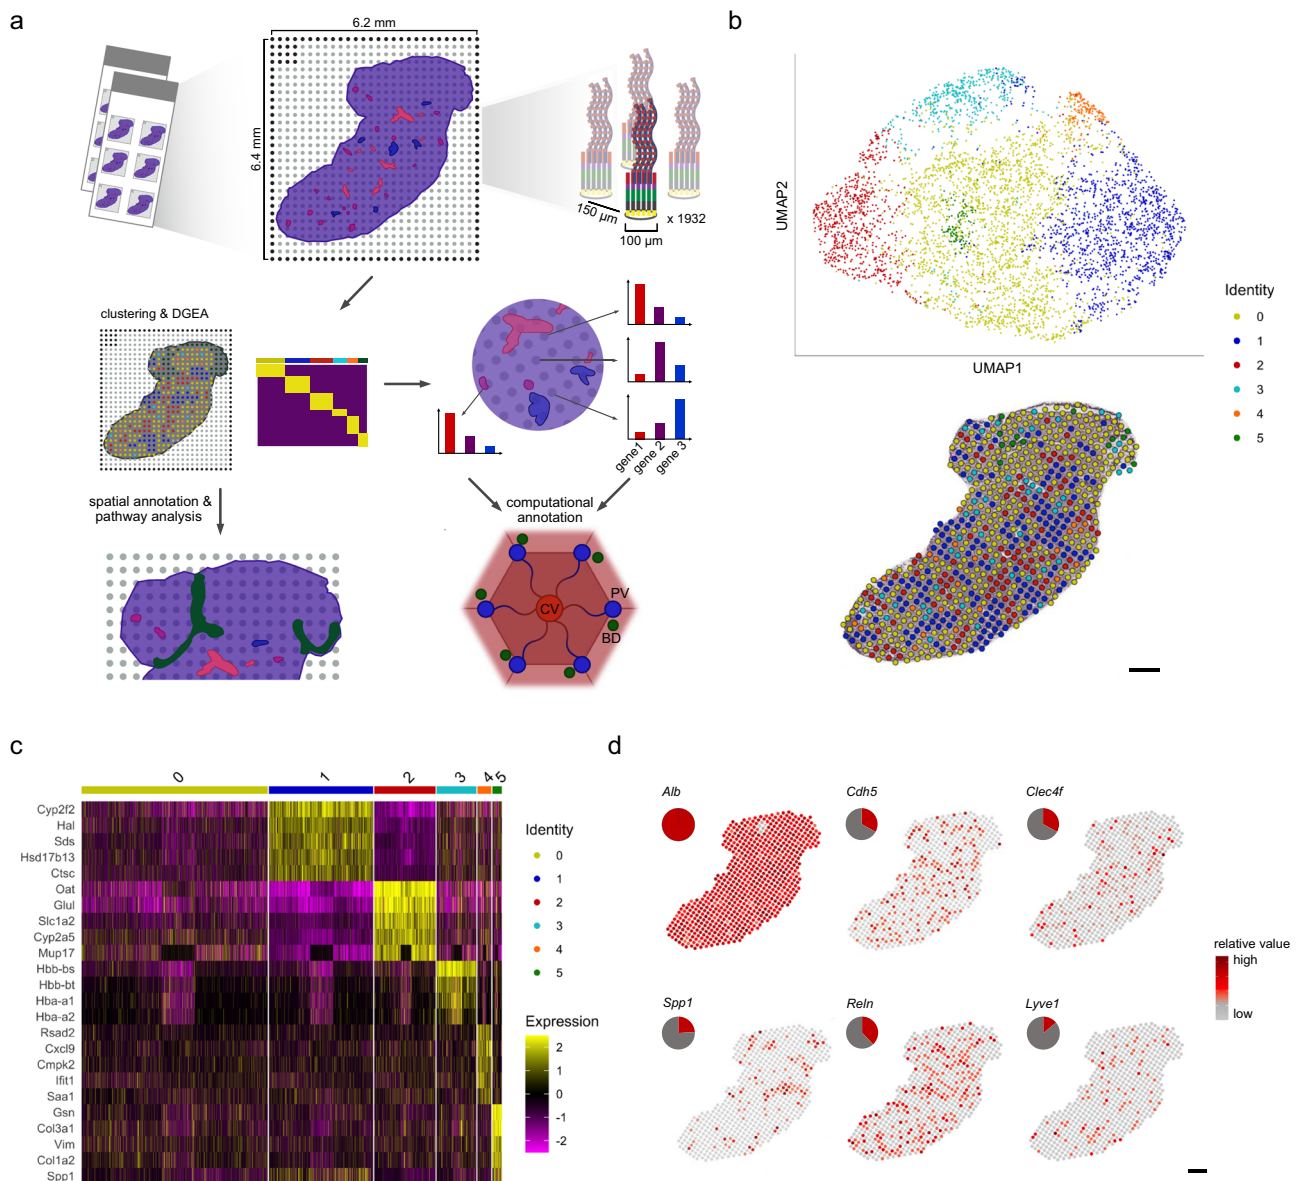 a
6.2 mm
6.4 mm
150 µm
100 µm
x 1932
clustering & DGEA
gene1
gene 2
gene 3
spatial annotation &
pathway analysis
computational
annotation
CV
PV
BD
b
UMAP2
UMAP1
Identity
0
1
2
3
4
5
c
0
1
2
3
4
5
Cyp2f2
Hal
Sds
Hsd17b13
Ctsc
Oat
Glul
Slc1a2
Cyp2a5
Mup17
Hbb-bs
Hbb-bt
Hba-a1
Hba-a2
Rsad2
Cxcl9
Cmpk2
Ifit1
Saa1
Gsn
Col3a1
Vim
Col1a2
Spp1
Identity
0
1
2
3
4
5
Expression
2
1
0
-1
-2
d
Alb
Cdh5
Clec4f
Spp1
Reln
Lyve1
relative value
high
low